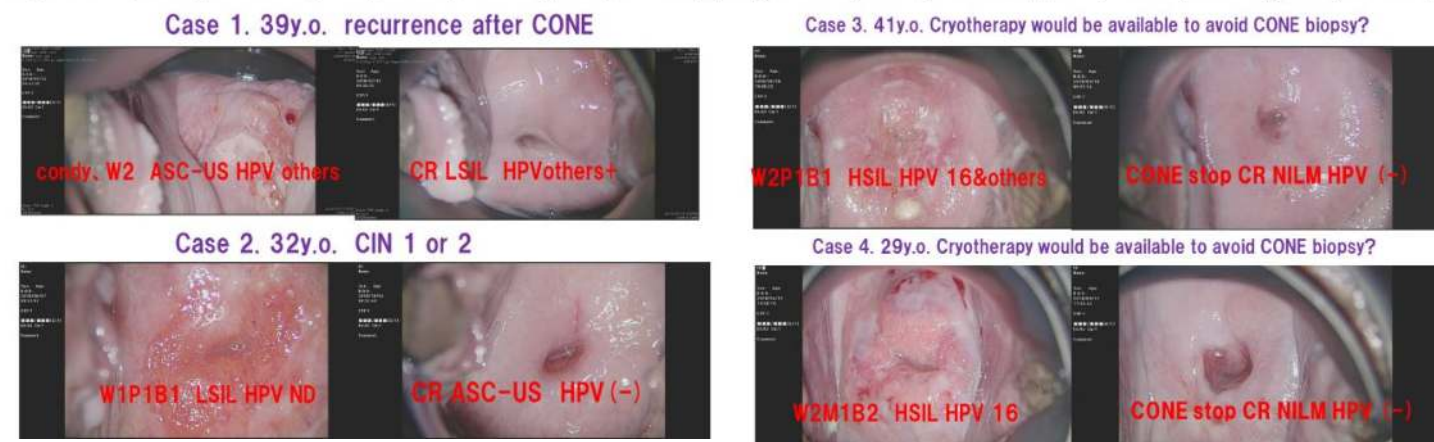 Case 1. 39y.o. recurrence after CONE
condy、W2 ASC-US HPV others
CR LSIL HPVothers+
Case 2. 32y.o. CIN 1 or 2
W1P1B1 LSIL HPV ND
CR ASC-US HPV (-)
Case 3. 41y.o. Cryotherapy would be available to avoid CONE biopsy?
W2P1B1 HSIL HPV 16&others
CONE stop CR NILM HPV (-)
Case 4. 29y.o. Cryotherapy would be available to avoid CONE biopsy?
W2M1B2 HSIL HPV 16
CONE stop CR NILM HPV (-)